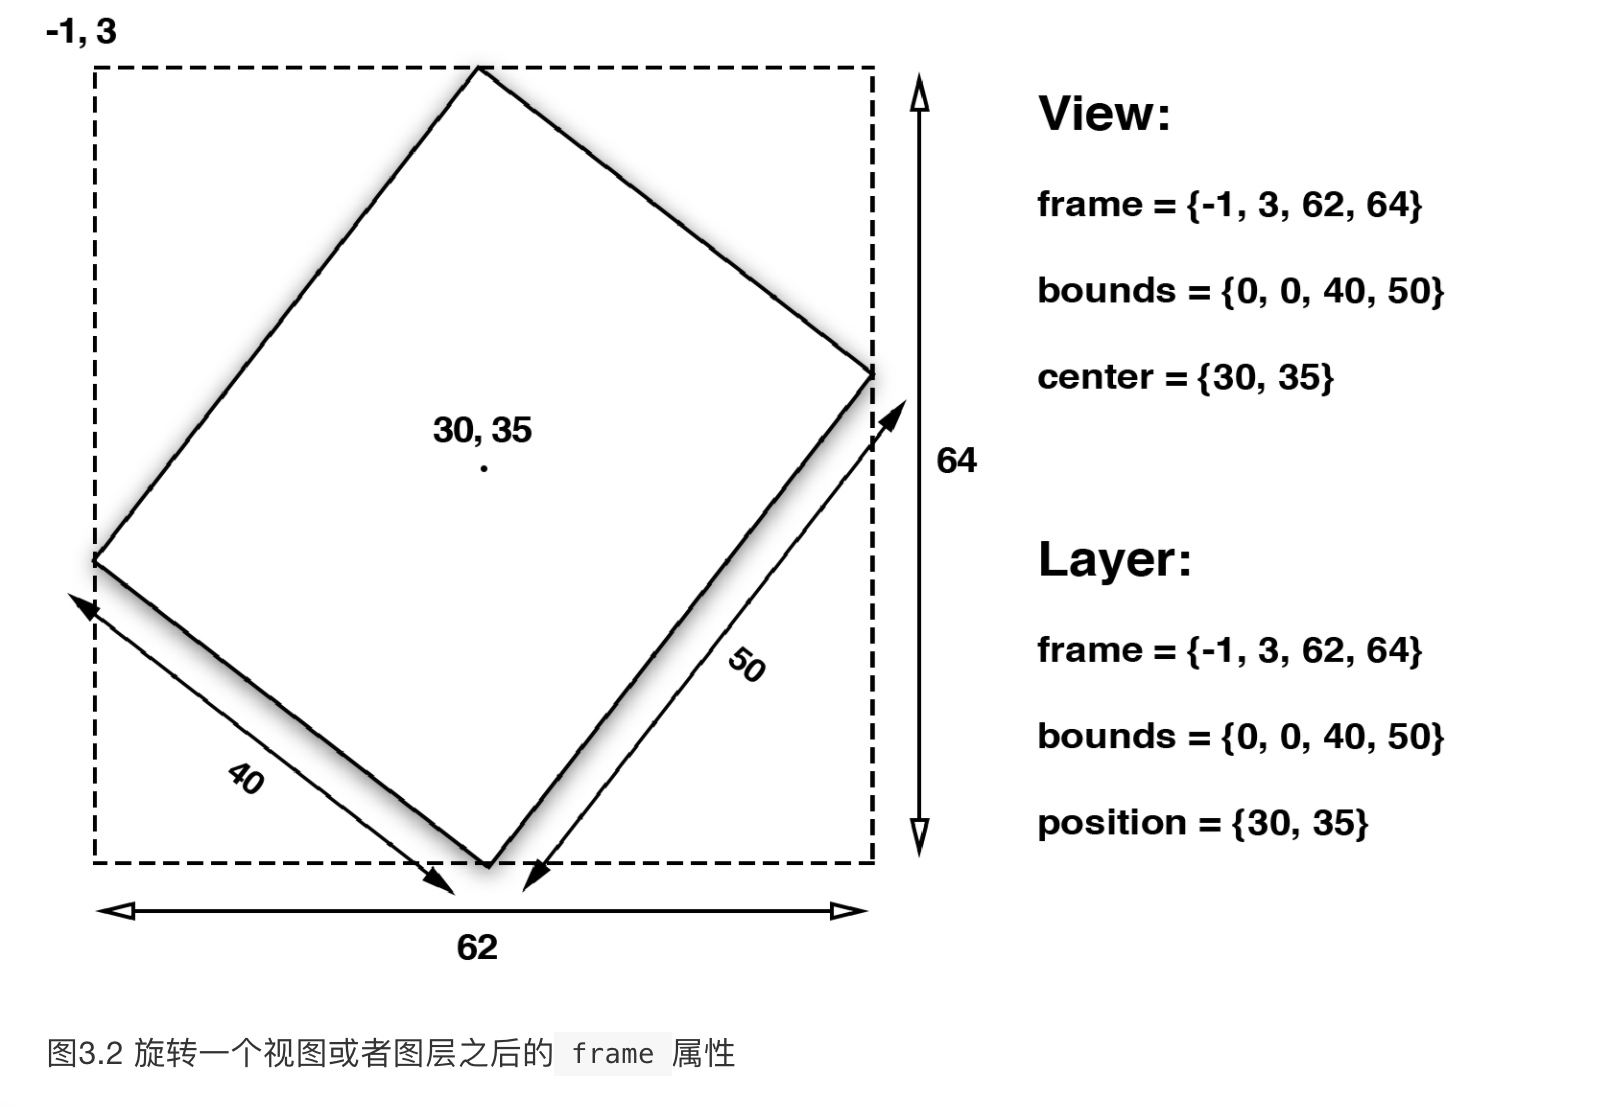 -1, 3
30, 35
40
50
62
64
View:
frame = {-1, 3, 62, 64}
bounds = {0, 0, 40, 50}
center = {30, 35}
Layer:
frame = {-1, 3, 62, 64}
bounds = {0, 0, 40, 50}
position = {30, 35}
图3.2 旋转一个视图或者图层之后的 frame 属性